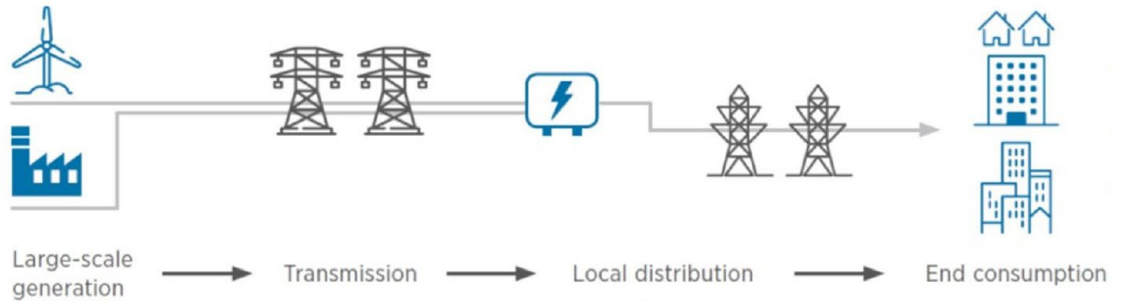 Large-scale
generation
Transmission
Local distribution
End consumption